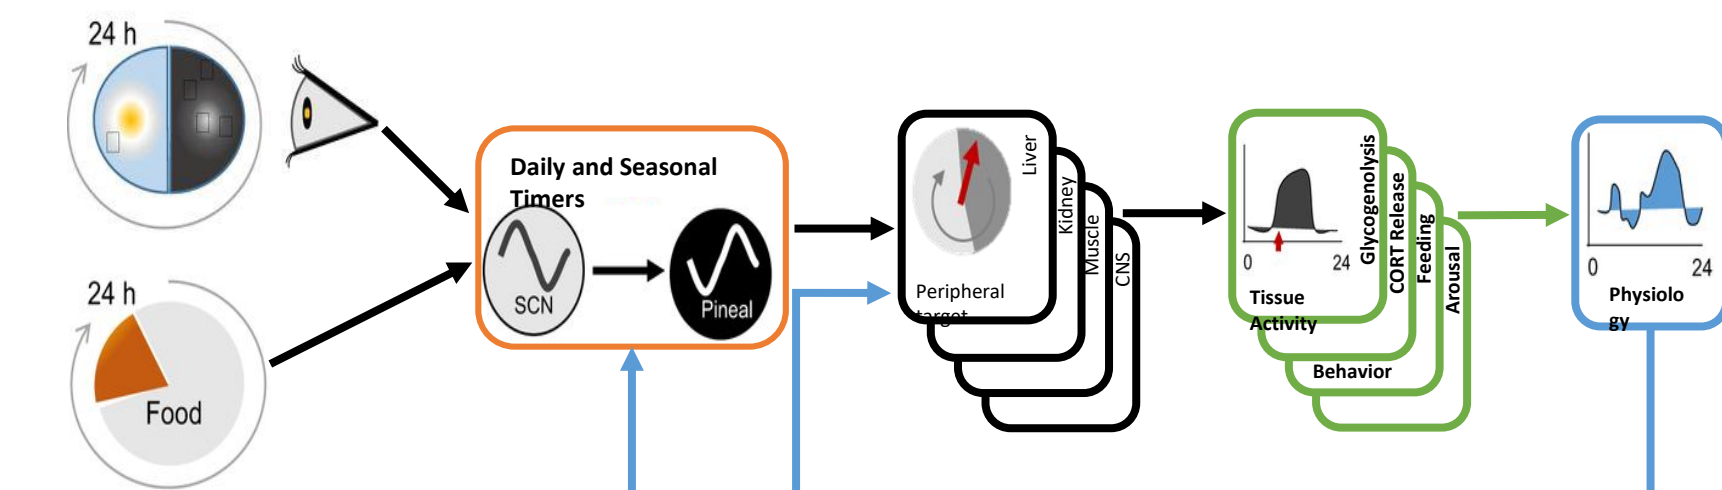 24 h
24 h
Food
Daily and Seasonal
Timers
SCN
Pineal
Liver
Kidney
Muscle
CNS
Peripheral
target
Glycogenolysis
CORT Release
Feeding
Arousal
0
24
Tissue
Activity
Behavior
0
24
Physiolo
gy